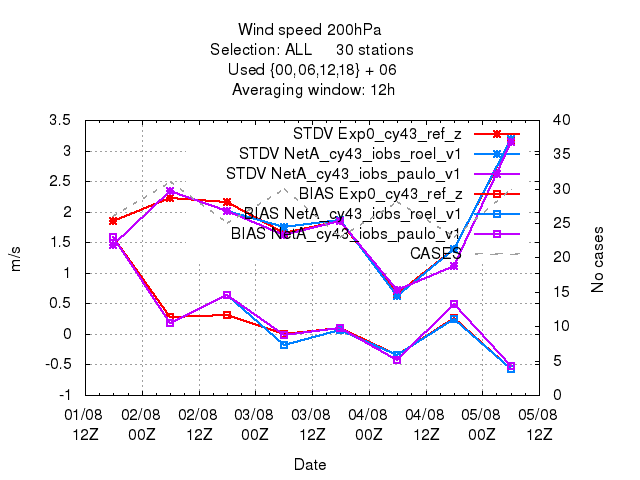 Wind speed 200hPa
Selection: ALL 30 stations
Used {00,06,12,18} + 06
Averaging window: 12h
3.5
3
2.5
2
1.5
1
0.5
0
-0.5
-1
m/s
STDV Exp0_cy43_ref_z
STDV NetA_cy43_iobs_roel_v1
STDV NetA_cy43_iobs_paulo_v1
BIAS Exp0_cy43_ref_z
BIAS NetA_cy43_iobs_roel_v1
BIAS NetA_cy43_iobs_paulo_v1
CASES
40
35
30
25
20
15
10
5
0
No cases
01/08 02/08 02/08 03/08 03/08 04/08 04/08 05/08 05/08
12Z 00Z 12Z 00Z 12Z 00Z 12Z 00Z 12Z
Date